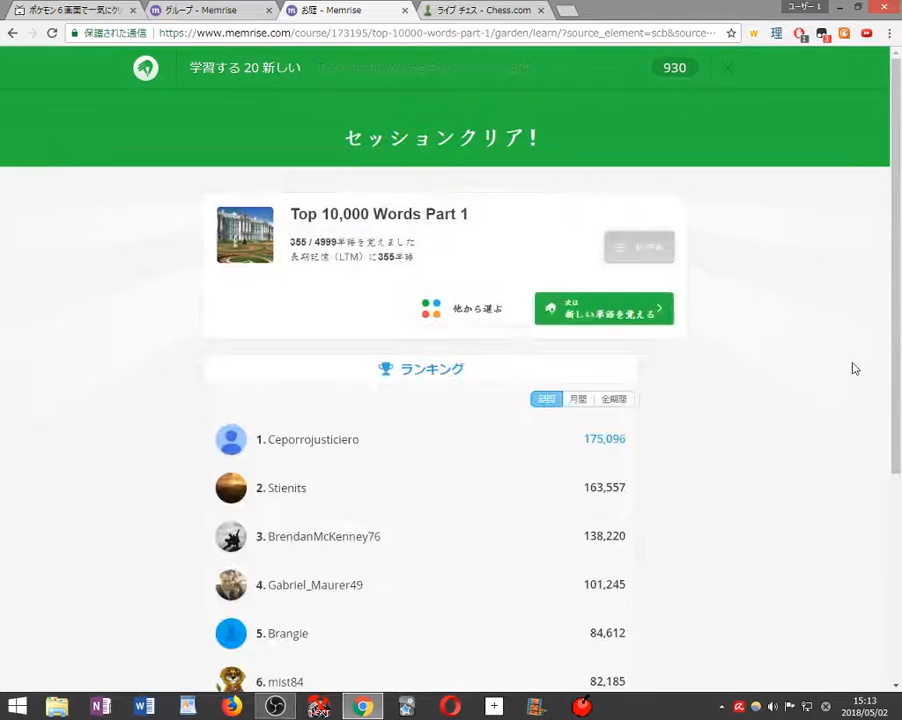 ポケモン6画面で一気にクリ
グループ - Memrise
お庭 - Memrise
ライブ チェス - Chess.com
ユーザー 1
保護された通信
https://www.memrise.com/course/173195/top-10000-words-part-1/garden/learn/?source_element=scb&source…
学習する 20 新しい
930
セッションクリア!
Top 10,000 Words Part 1
355 / 4999単語を覚えました
長期記憶（LTM）に355単語
他から選ぶ
次は
新しい単語を覚える
ランキング
週間
月間
全期間
1. Ceporrojusticiero
175,096
2. Stienits
163,557
3. BrendanMcKenney76
138,220
4. Gabriel_Maurer49
101,245
5. Brangie
84,612
6. mist84
82,185
15:13
2018/05/02